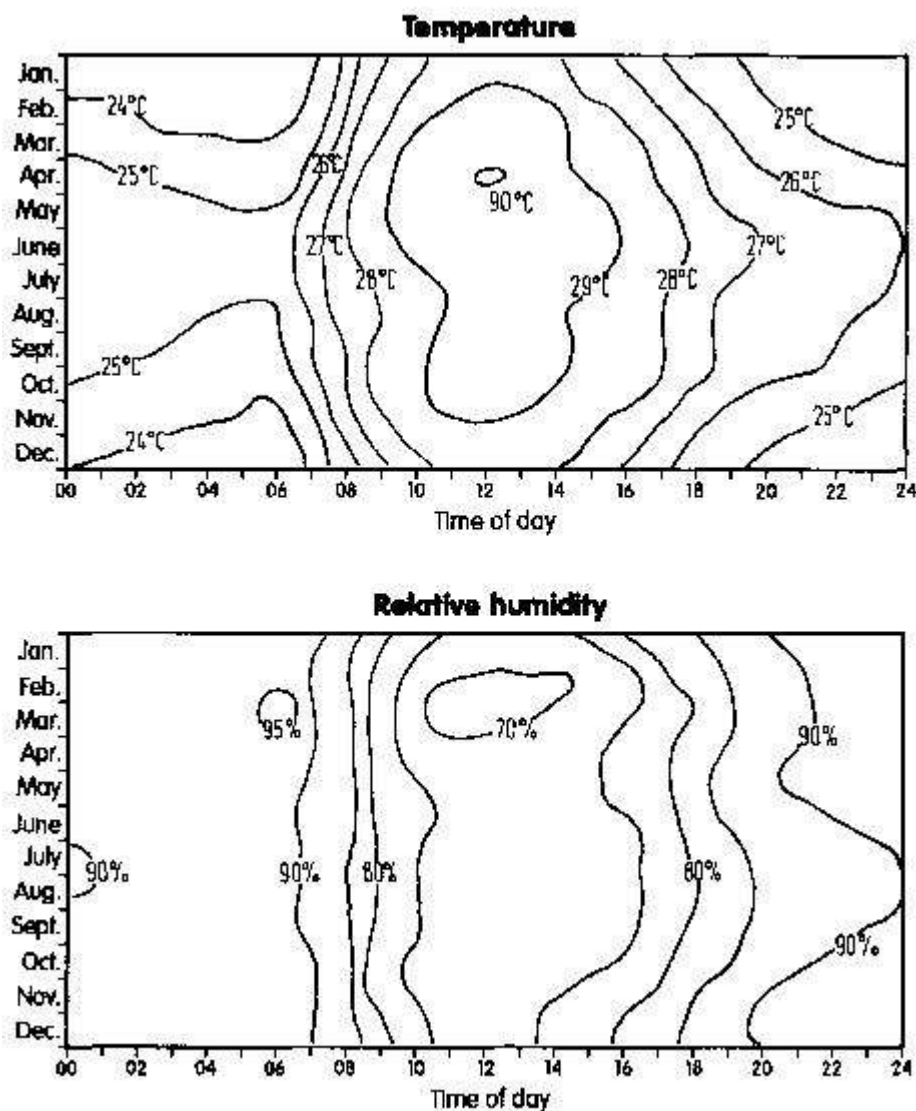 Temperature
Jan.
Feb.
Mar.
Apr.
May
June
July
Aug.
Sept.
Oct.
Nov.
Dec.
24°C
25°C
25°C
24°C
26°C
27°C
28°C
90°C
29°C
28°C
27°C
26°C
25°C
25°C
00 02 04 06 08 10 12 14 16 18 20 22 24
Time of day
Relative humidity
Jan.
Feb.
Mar.
Apr.
May
June
July
Aug.
Sept.
Oct.
Nov.
Dec.
95%
70%
90%
90%
90%
80%
80%
90%
00 02 04 06 08 10 12 14 16 18 20 22 24
Time of day